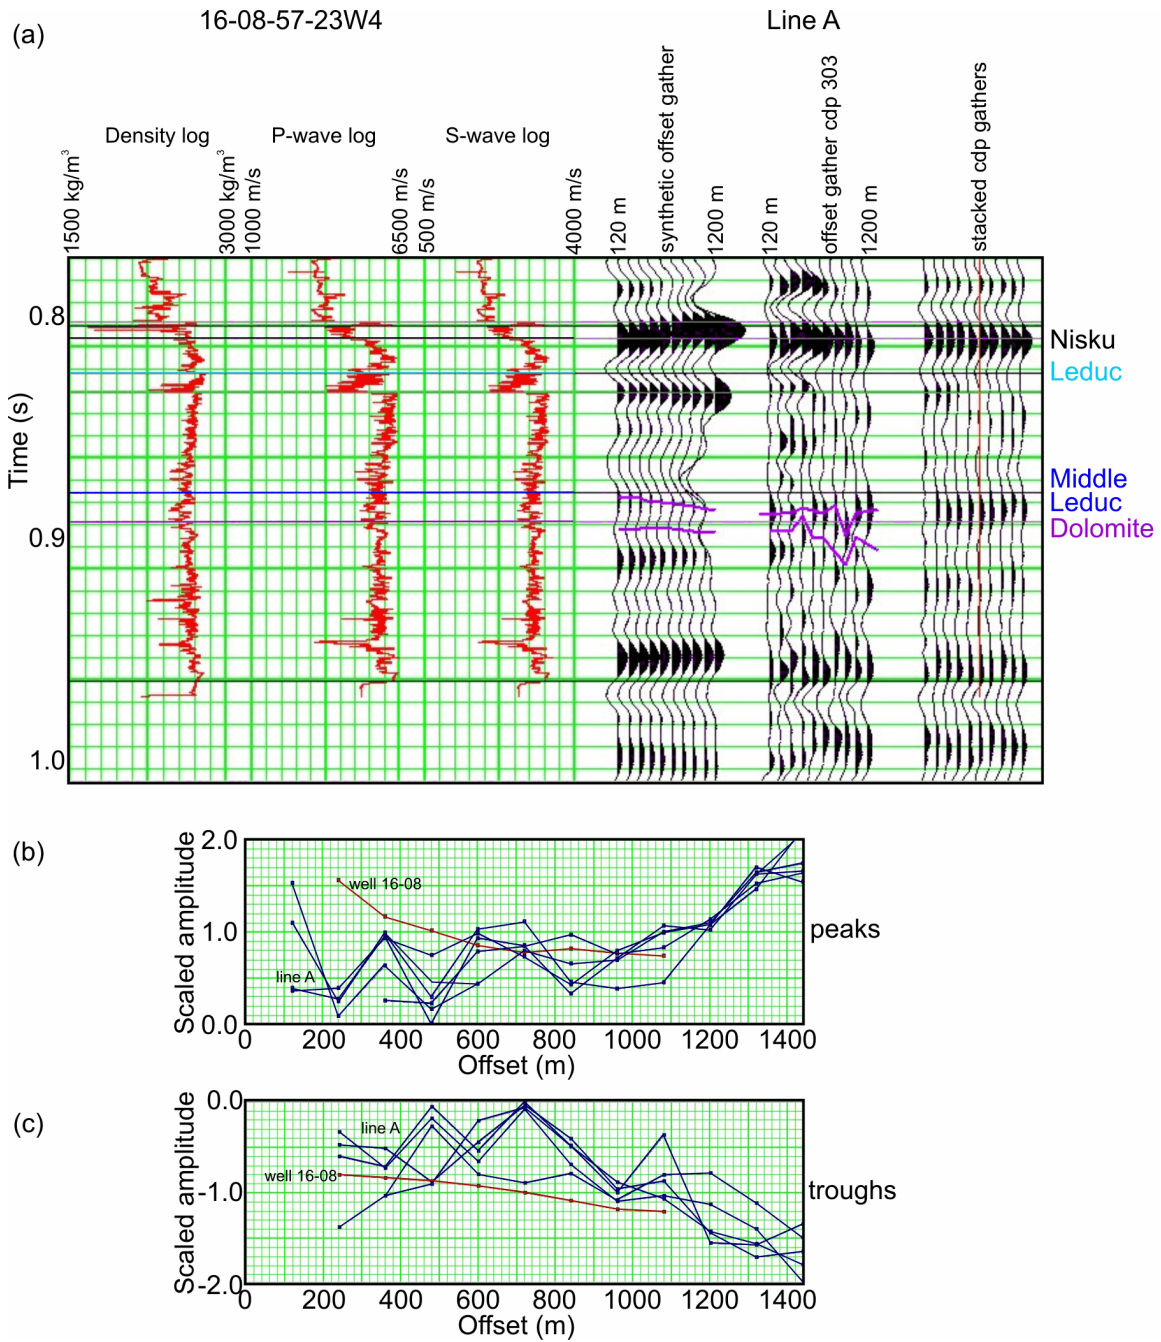 (a)
16-08-57-23W4
Line A
Density log
P-wave log
S-wave log
1500 kg/m³
3000 kg/m³
1000 m/s
6500 m/s
500 m/s
4000 m/s
120 m
synthetic offset gather
1200 m
120 m
offset gather cdp 303
1200 m
stacked cdp gathers
Time (s)
0.8
0.9
1.0
Nisku
Leduc
Middle
Leduc
Dolomite
(b)
Scaled amplitude
2.0
1.0
0.0
well 16-08
line A
peaks
0 200 400 600 800 1000 1200 1400
Offset (m)
(c)
Scaled amplitude
0.0
-1.0
-2.0
line A
well 16-08
troughs
0 200 400 600 800 1000 1200 1400
Offset (m)